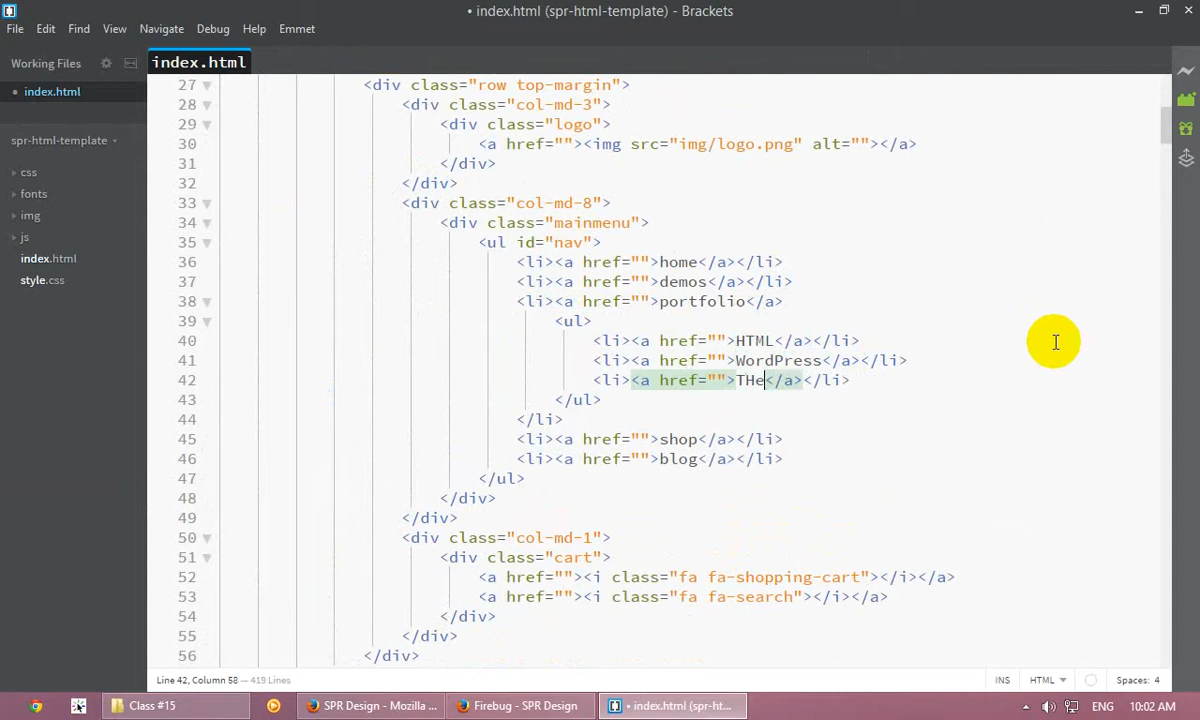 • index.html (spr-html-template) - Brackets
File Edit Find View Navigate Debug Help Emmet
Working Files
• index.html
spr-html-template
css
fonts
img
js
index.html
style.css
index.html
27 <div class="row top-margin">
28 <div class="col-md-3">
29 <div class="logo">
30 <a href=""><img src="img/logo.png" alt=""></a>
31 </div>
32 </div>
33 <div class="col-md-8">
34 <div class="mainmenu">
35 <ul id="nav">
36 <li><a href="">home</a></li>
37 <li><a href="">demos</a></li>
38 <li><a href="">portfolio</a>
39 <ul>
40 <li><a href="">HTML</a></li>
41 <li><a href="">WordPress</a></li>
42 <li><a href="">THe</a></li>
43 </ul>
44 </li>
45 <li><a href="">shop</a></li>
46 <li><a href="">blog</a></li>
47 </ul>
48 </div>
49 </div>
50 <div class="col-md-1">
51 <div class="cart">
52 <a href=""><i class="fa fa-shopping-cart"></i></a>
53 <a href=""><i class="fa fa-search"></i></a>
54 </div>
55 </div>
56 </div>
Line 42, Column 58 — 419 Lines
INS HTML Spaces: 4
Class #15
SPR Design - Mozilla ...
Firebug - SPR Design
• index.html (spr-ht...
ENG 10:02 AM